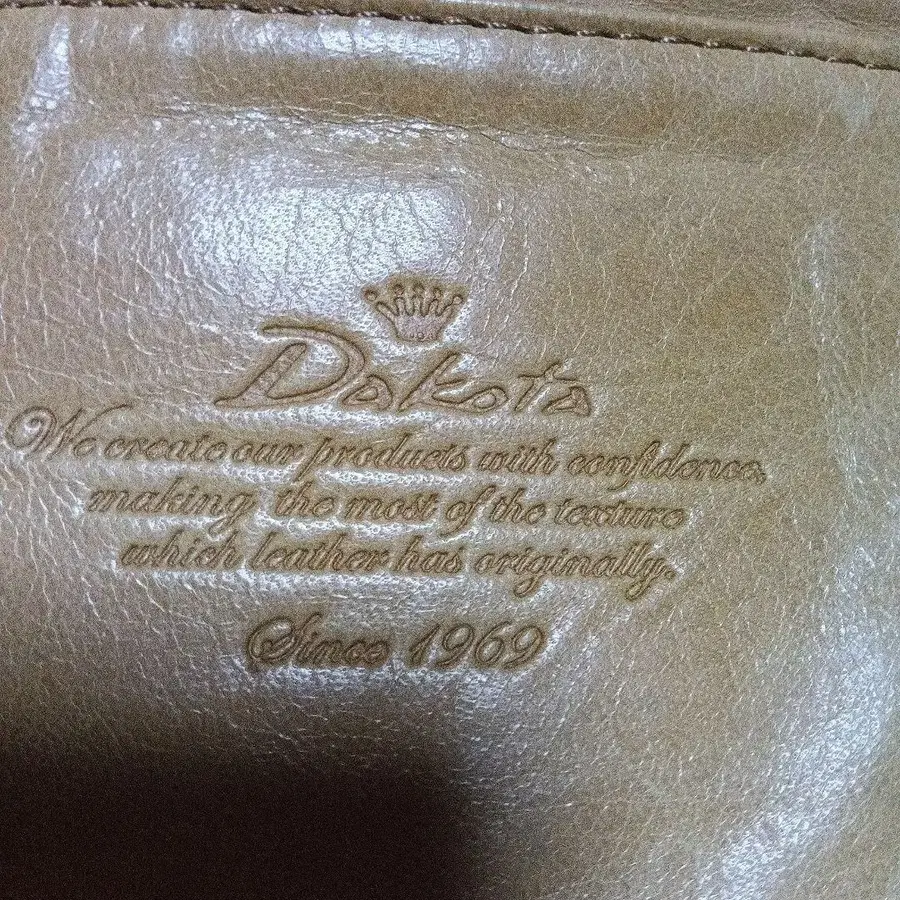 Dakota
We create our products with confidence,
making the most of the texture
which leather has originally.
Since 1969